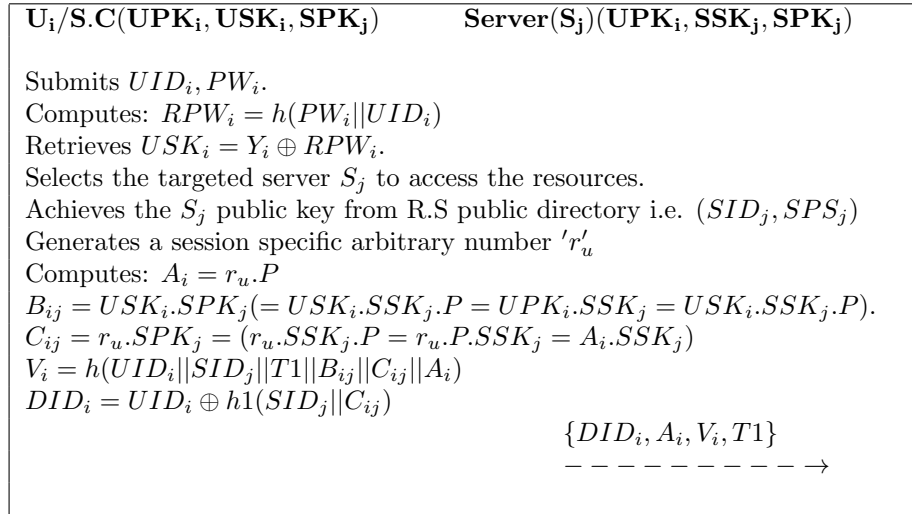 U_i/S.C(UPK_i, USK_i, SPK_j) Server(S_j)(UPK_i, SSK_j, SPK_j)
Submits UID_i, PW_i.
Computes: RPW_i = h(PW_i||UID_i)
Retrieves USK_i = Y_i ⊕ RPW_i.
Selects the targeted server S_j to access the resources.
Achieves the S_j public key from R.S public directory i.e. (SID_j, SPS_j)
Generates a session specific arbitrary number 'r'_u
Computes: A_i = r_u.P
B_ij = USK_i.SPK_j(= USK_i.SSK_j.P = UPK_i.SSK_j = USK_i.SSK_j.P).
C_ij = r_u.SPK_j = (r_u.SSK_j.P = r_u.P.SSK_j = A_i.SSK_j)
V_i = h(UID_i||SID_j||T1||B_ij||C_ij||A_i)
DID_i = UID_i ⊕ h1(SID_j||C_ij)
{DID_i, A_i, V_i, T1}
− − − − − − − − − − →